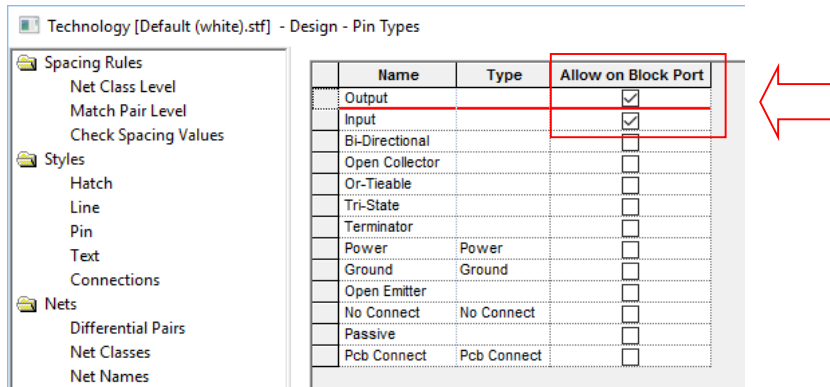 Technology [Default (white).stf] - Design - Pin Types
Spacing Rules
Net Class Level
Match Pair Level
Check Spacing Values
Styles
Hatch
Line
Pin
Text
Connections
Nets
Differential Pairs
Net Classes
Net Names
Name Type Allow on Block Port
Output
Input
Bi-Directional
Open Collector
Or-Tieable
Tri-State
Terminator
Power Power
Ground Ground
Open Emitter
No Connect No Connect
Passive
Pcb Connect Pcb Connect